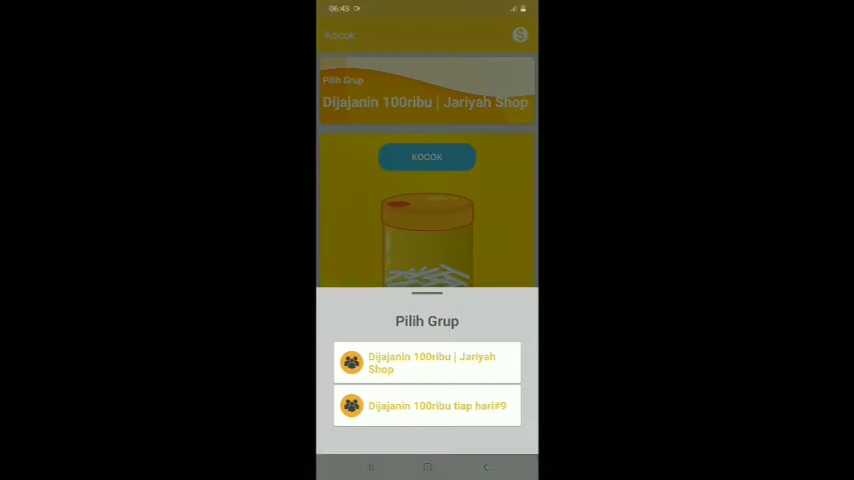 06:43
Kocok
Pilih Grup
Dijajanin 100ribu | Jariyah Shop
KOCOK
Pilih Grup
Dijajanin 100ribu | Jariyah
Shop
Dijajanin 100ribu tiap hari#9